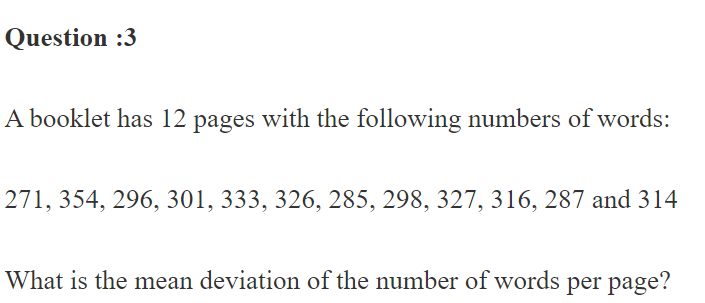 Question :3
A booklet has 12 pages with the following numbers of words:
271, 354, 296, 301, 333, 326, 285, 298, 327, 316, 287 and 314
What is the mean deviation of the number of words per page?